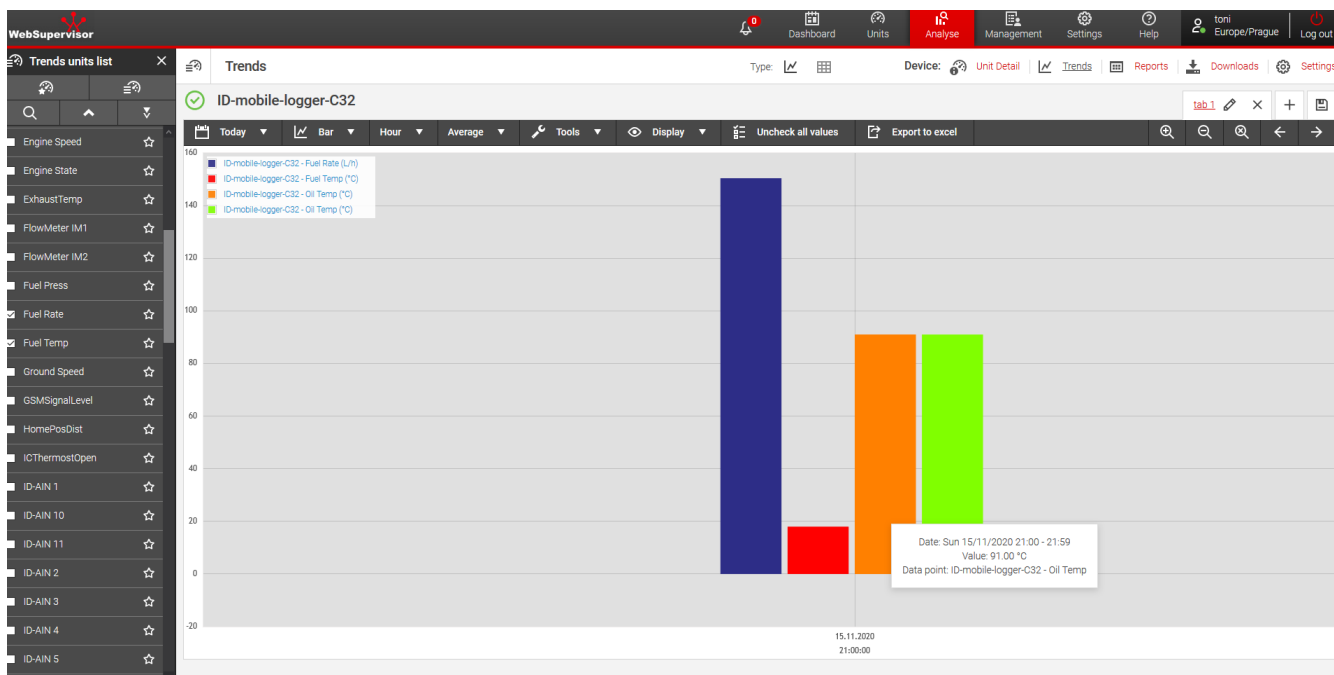 WebSupervisor
0
Dashboard
Units
Analyse
Management
Settings
Help
toni
Europe/Prague
Log out
Trends units list
Trends
Type:
Device:
Unit Detail
Trends
Reports
Downloads
Settings
ID-mobile-logger-C32
tab 1
Today
Bar
Hour
Average
Tools
Display
Uncheck all values
Export to excel
Engine Speed
Engine State
ExhaustTemp
FlowMeter IM1
FlowMeter IM2
Fuel Press
Fuel Rate
Fuel Temp
Ground Speed
GSMSignalLevel
HomePosDist
ICThermostOpen
ID-AIN 1
ID-AIN 10
ID-AIN 11
ID-AIN 2
ID-AIN 3
ID-AIN 4
ID-AIN 5
160
140
120
100
80
60
40
20
0
-20
ID-mobile-logger-C32 - Fuel Rate (L/h)
ID-mobile-logger-C32 - Fuel Temp (°C)
ID-mobile-logger-C32 - Oil Temp (°C)
ID-mobile-logger-C32 - Oil Temp (°C)
Date: Sun 15/11/2020 21:00 - 21:59
Value: 91.00 °C
Data point: ID-mobile-logger-C32 - Oil Temp
15.11.2020
21:00:00